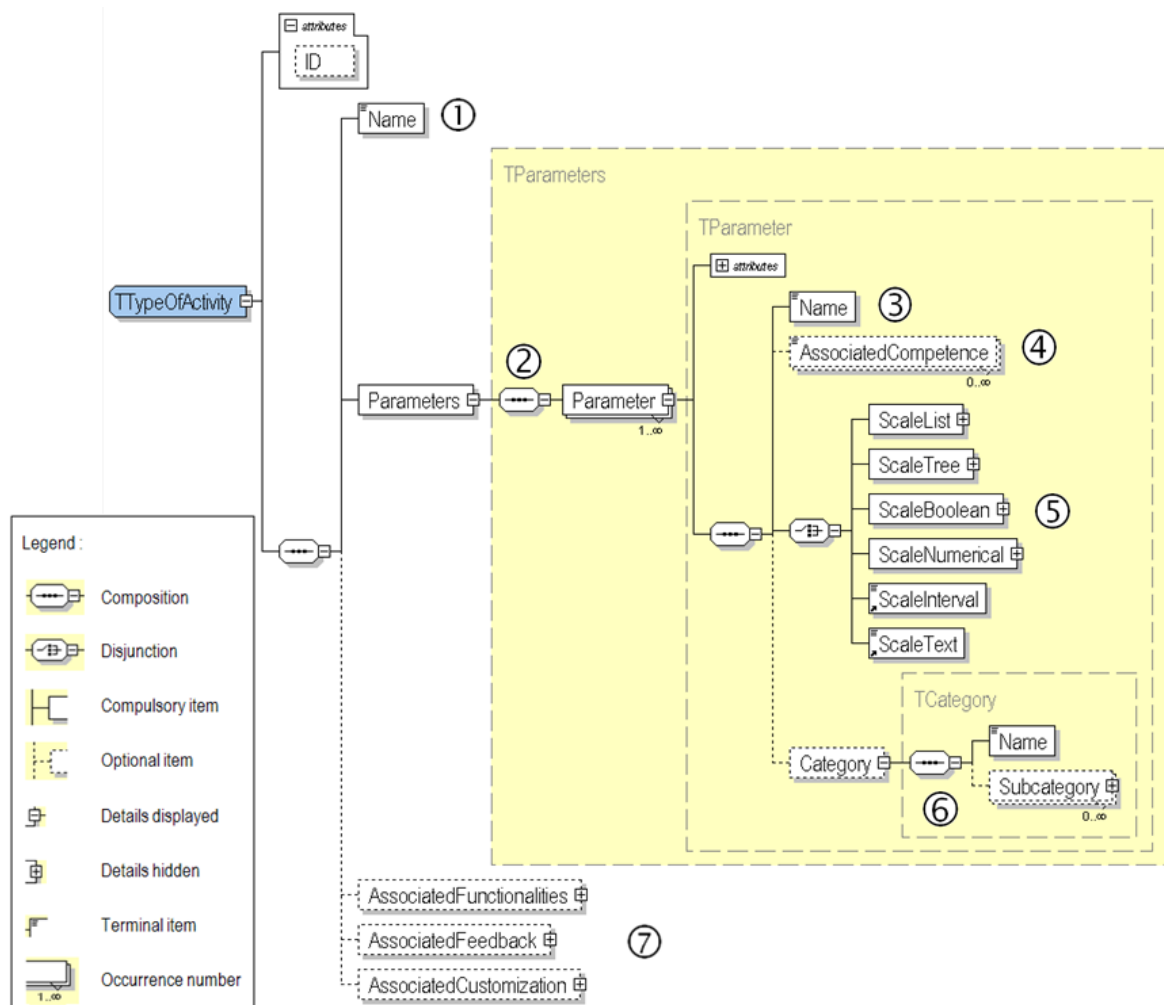 attributes
ID
Name ①
TParameters
TParameter
attributes
TTypeOfActivity
Name ③
AssociatedCompetence ④
0..∞
②
Parameters
Parameter
1..∞
ScaleList
ScaleTree
ScaleBoolean ⑤
ScaleNumerical
ScaleInterval
ScaleText
TCategory
Name
Category
Subcategory
⑥
0..∞
AssociatedFunctionalities
AssociatedFeedback ⑦
AssociatedCustomization
Legend :
Composition
Disjunction
Compulsory item
Optional item
Details displayed
Details hidden
Terminal item
Occurrence number
1..∞